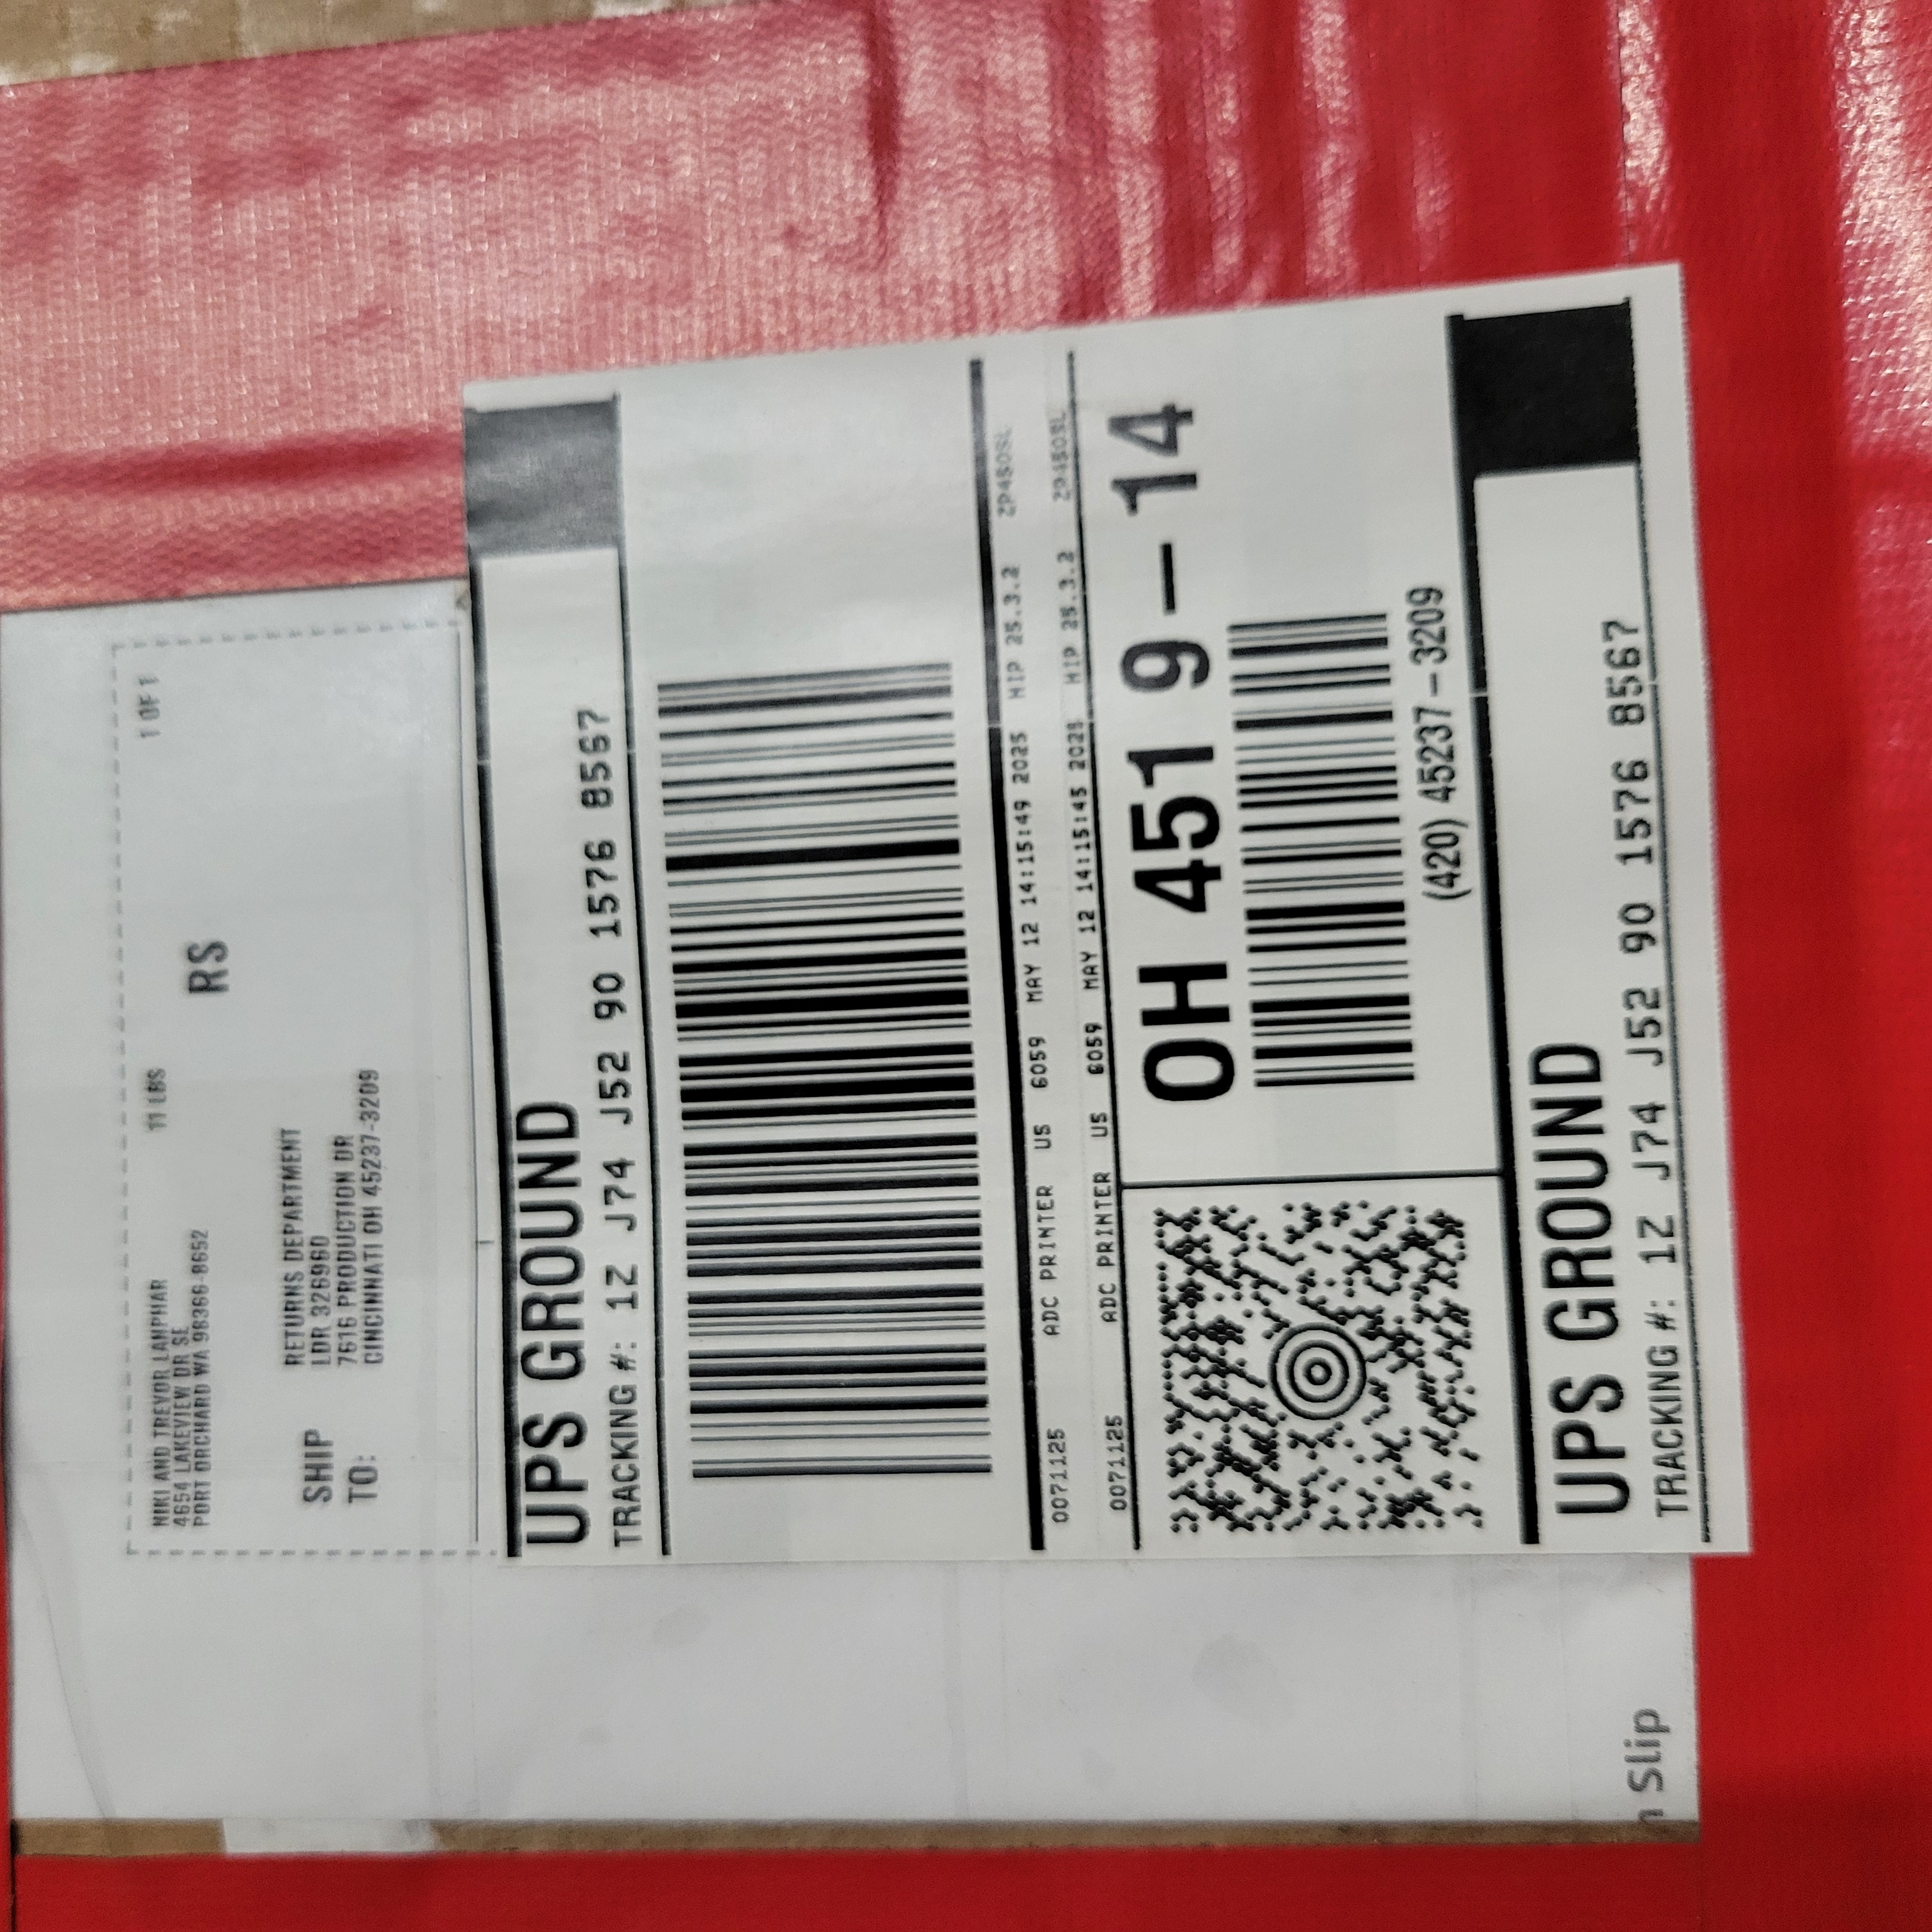 NIKI AND TREVOR LANPHAR
4654 LAKEVIEW DR SE
PORT ORCHARD WA 98366-8652
11 LBS
1 OF 1
RS
SHIP
TO:
RETURNS DEPARTMENT
LDR 326960
7616 PRODUCTION DR
CINCINNATI OH 45237-3209
UPS GROUND
TRACKING #: 1Z J74 J52 90 1576 8567
0071125 ADC PRINTER US 6059 MAY 12 14:15:49 2025 HIP 25.3.2 ZP450SL
0071125 ADC PRINTER US 6059 MAY 12 14:15:45 2025 HIP 25.3.2 ZP450SL
OH 451 9-14
(420) 45237-3209
UPS GROUND
TRACKING #: 1Z J74 J52 90 1576 8567
n Slip